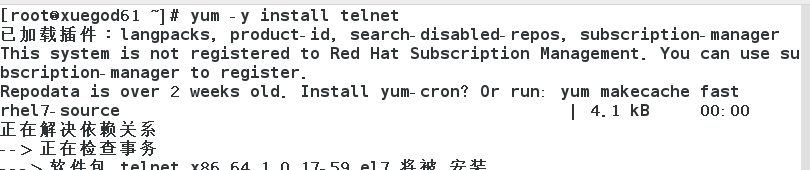 [root@xuegod61 ~]# yum -y install telnet
已加载插件：langpacks, product-id, search-disabled-repos, subscription-manager
This system is not registered to Red Hat Subscription Management. You can use su
bscription-manager to register.
Repodata is over 2 weeks old. Install yum-cron? Or run: yum makecache fast
rhel7-source | 4.1 kB 00:00
正在解决依赖关系
--> 正在检查事务
---> 软件包 telnet.x86_64.1.0.17-59.el7 将被 安装